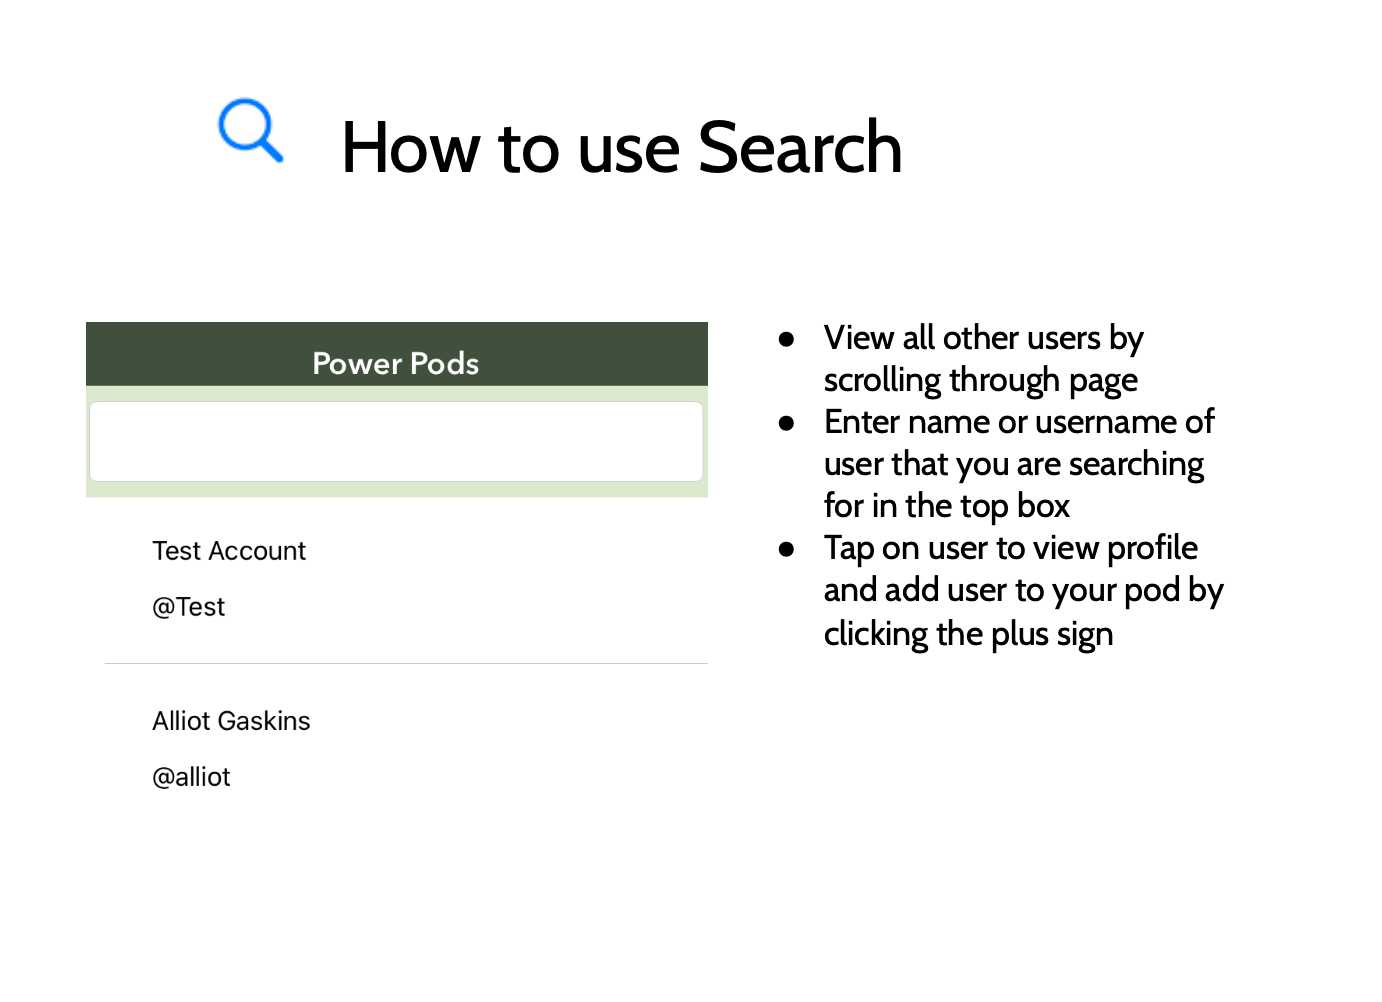 How to use Search
Power Pods
Test Account
@Test
Alliot Gaskins
@alliot
● View all other users by
scrolling through page
● Enter name or username of
user that you are searching
for in the top box
● Tap on user to view profile
and add user to your pod by
clicking the plus sign